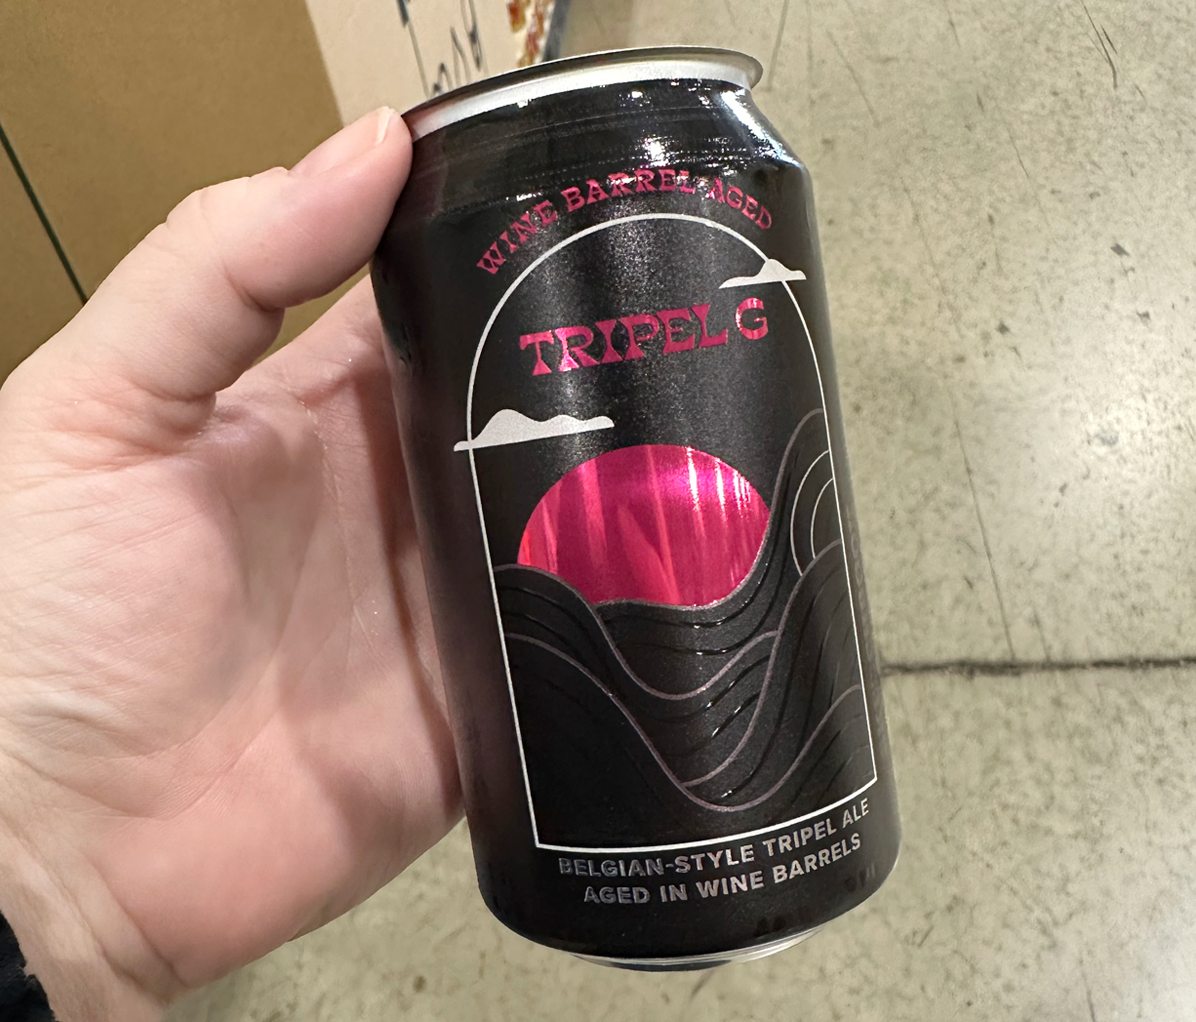 WINE BARREL AGED
TRIPEL G
BELGIAN-STYLE TRIPEL ALE
AGED IN WINE BARRELS